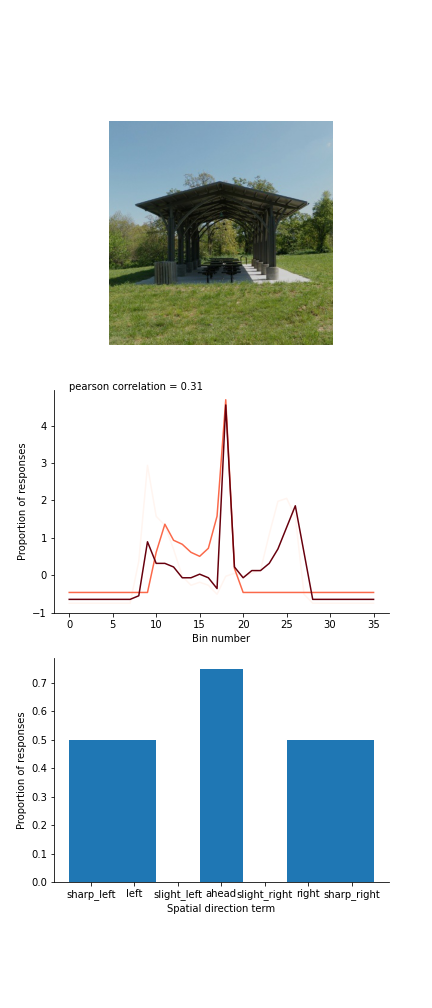 pearson correlation = 0.31
4
3
2
1
0
−1
Proportion of responses
0 5 10 15 20 25 30 35
Bin number
0.7
0.6
0.5
0.4
0.3
0.2
0.1
0.0
Proportion of responses
sharp_left left slight_left ahead slight_right right sharp_right
Spatial direction term